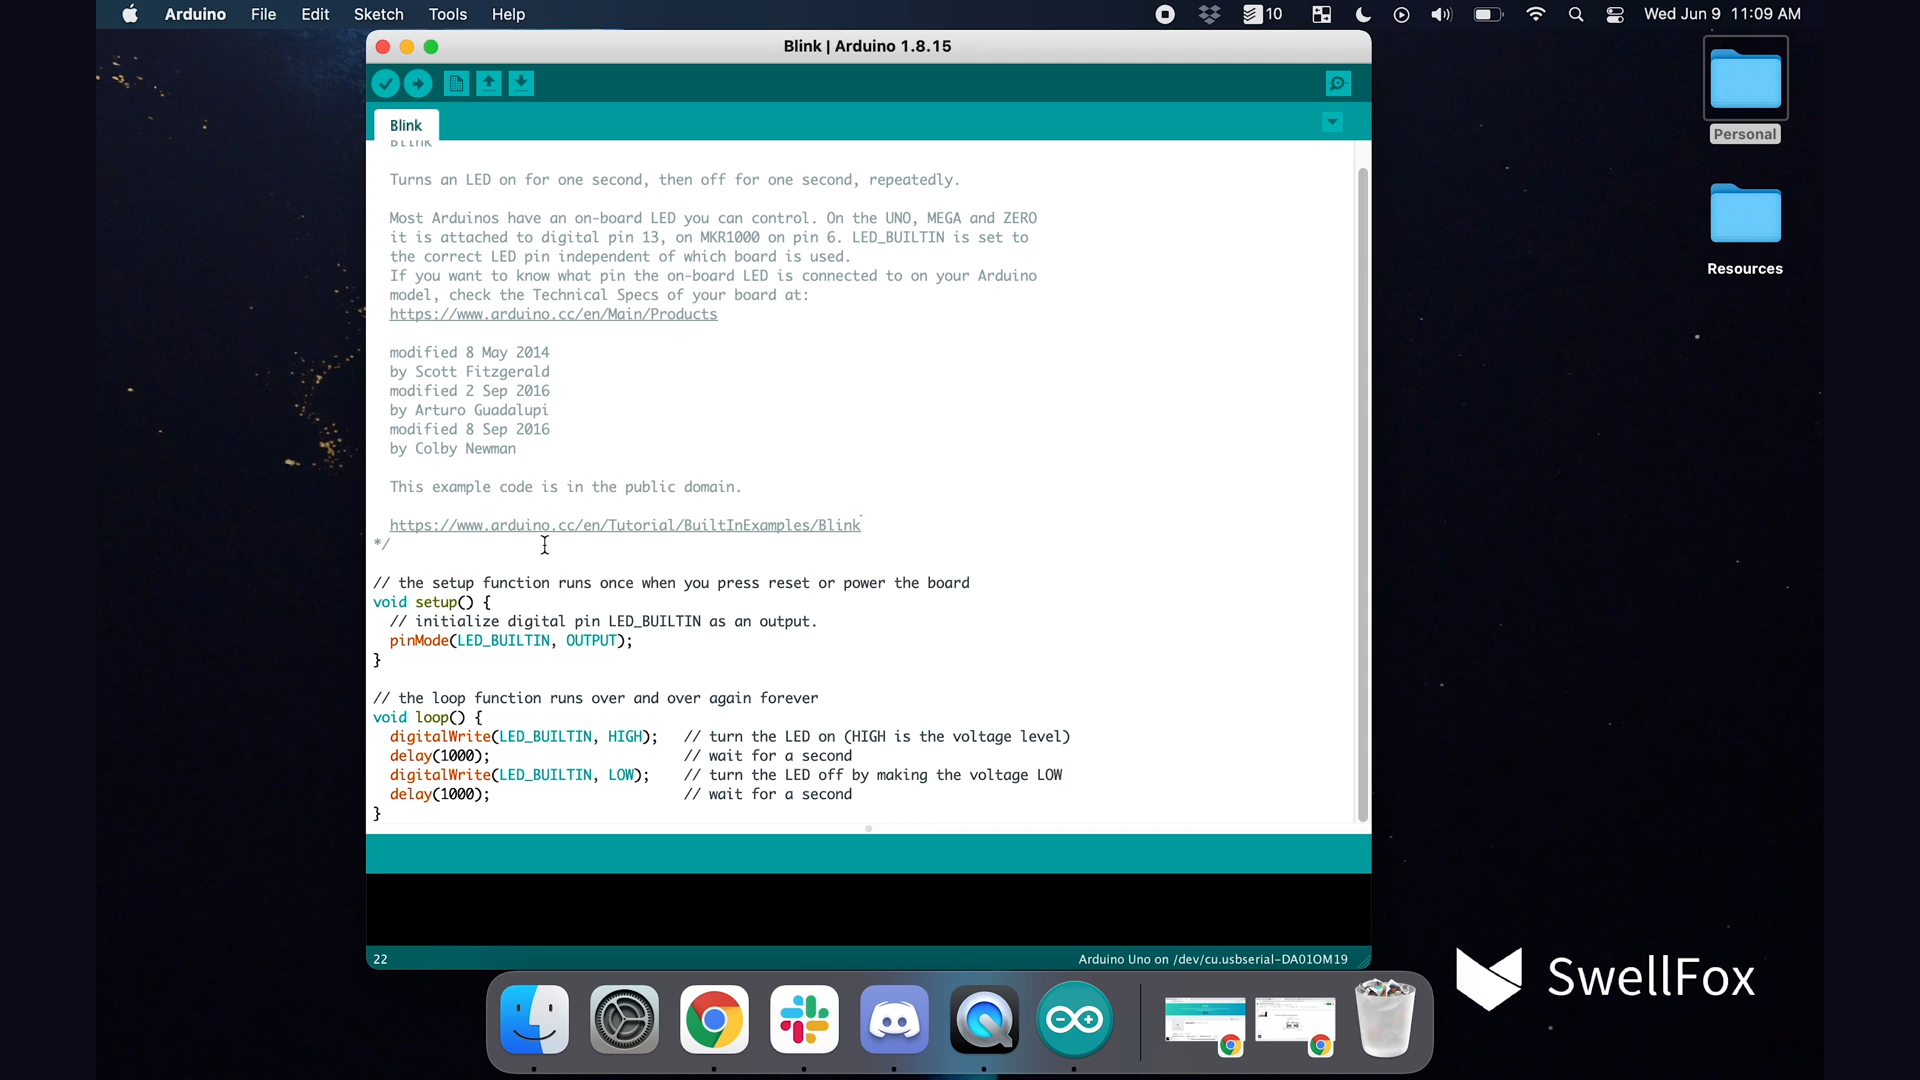 Arduino File Edit Sketch Tools Help 10 Wed Jun 9 11:09 AM
Blink | Arduino 1.8.15
Blink
Blink
Turns an LED on for one second, then off for one second, repeatedly.
Most Arduinos have an on-board LED you can control. On the UNO, MEGA and ZERO
it is attached to digital pin 13, on MKR1000 on pin 6. LED_BUILTIN is set to
the correct LED pin independent of which board is used.
If you want to know what pin the on-board LED is connected to on your Arduino
model, check the Technical Specs of your board at:
https://www.arduino.cc/en/Main/Products
modified 8 May 2014
by Scott Fitzgerald
modified 2 Sep 2016
by Arturo Guadalupi
modified 8 Sep 2016
by Colby Newman
This example code is in the public domain.
https://www.arduino.cc/en/Tutorial/BuiltInExamples/Blink
*/
// the setup function runs once when you press reset or power the board
void setup() {
// initialize digital pin LED_BUILTIN as an output.
pinMode(LED_BUILTIN, OUTPUT);
}
// the loop function runs over and over again forever
void loop() {
digitalWrite(LED_BUILTIN, HIGH); // turn the LED on (HIGH is the voltage level)
delay(1000); // wait for a second
digitalWrite(LED_BUILTIN, LOW); // turn the LED off by making the voltage LOW
delay(1000); // wait for a second
}
22 Arduino Uno on /dev/cu.usbserial-DA01OM19
Personal
Resources
SwellFox